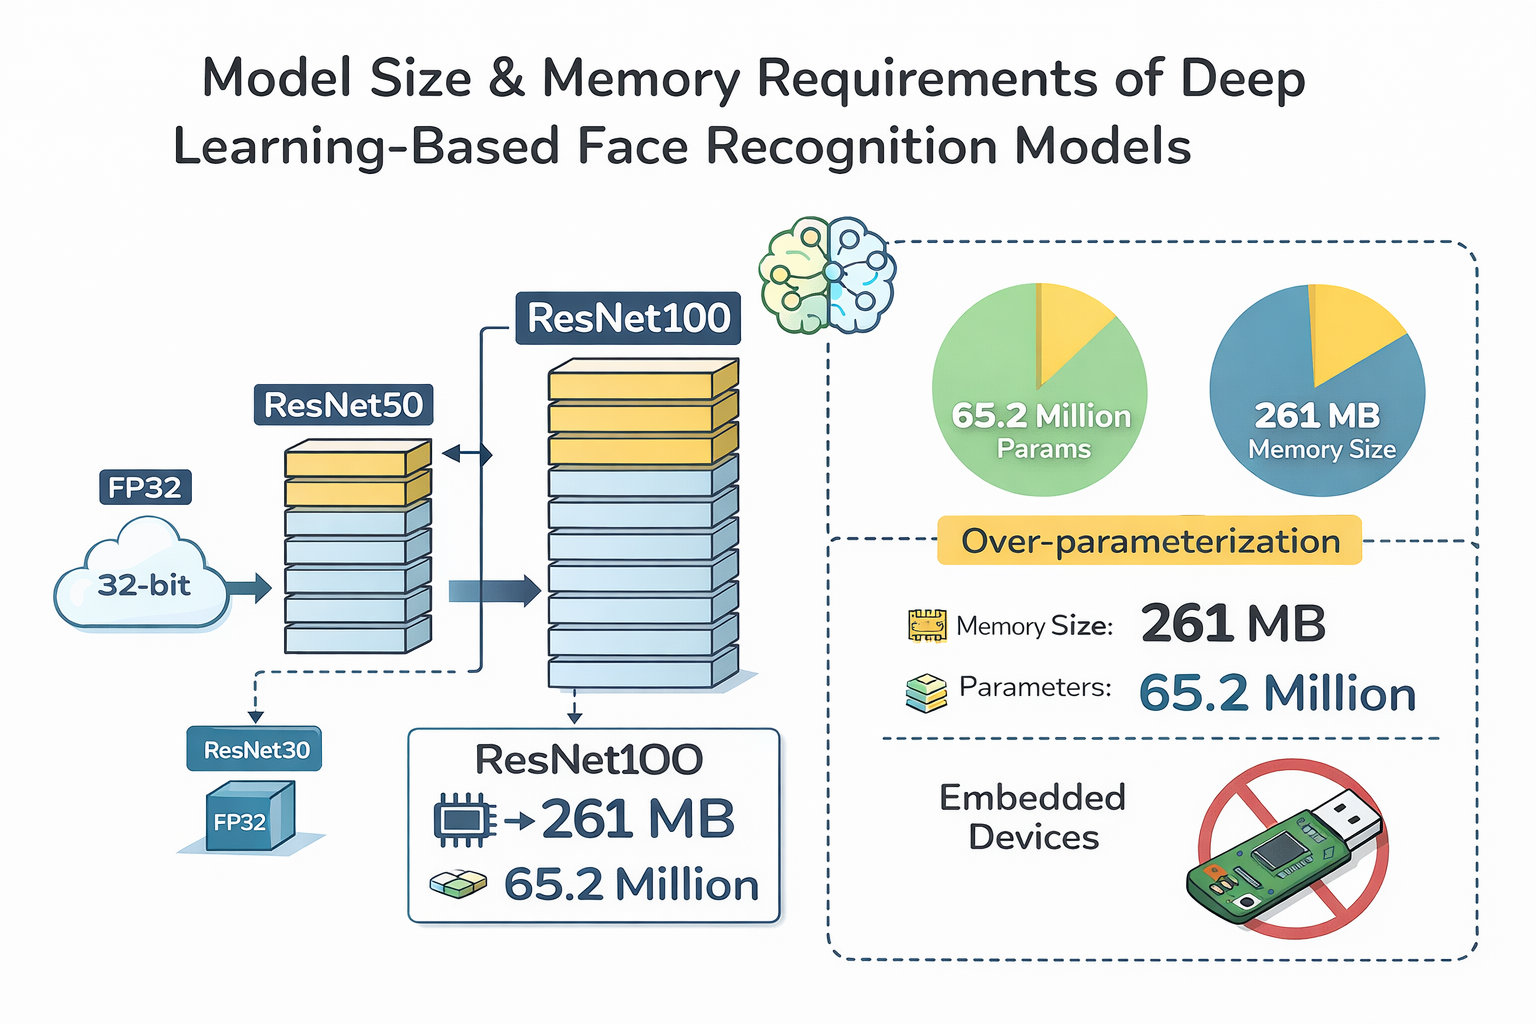 Model Size & Memory Requirements of Deep
Learning-Based Face Recognition Models
ResNet100
ResNet50
FP32
32-bit
ResNet30
FP32
ResNet1OO
261 MB
65.2 Million
65.2 Million
Params
261 MB
Memory Size
Over-parameterization
Memory Size: 261 MB
Parameters: 65.2 Million
Embedded
Devices